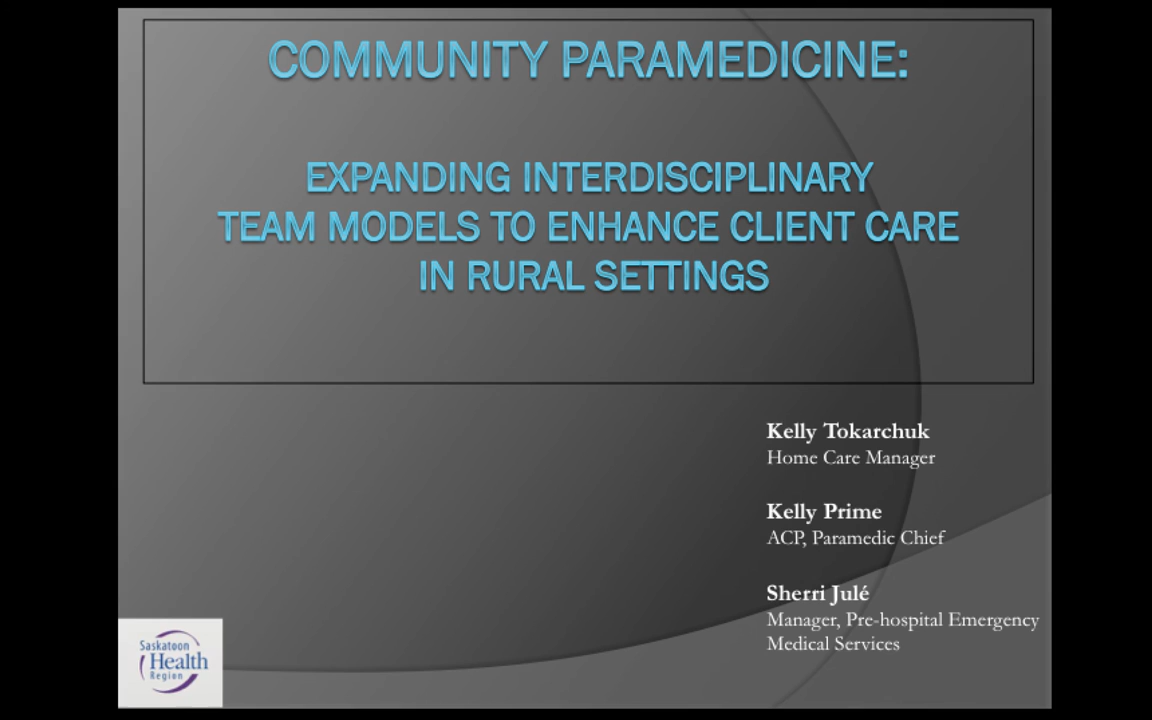 COMMUNITY PARAMEDICINE:
EXPANDING INTERDISCIPLINARY
TEAM MODELS TO ENHANCE CLIENT CARE
IN RURAL SETTINGS
Kelly Tokarchuk
Home Care Manager
Kelly Prime
ACP, Paramedic Chief
Sherri Julé
Manager, Pre-hospital Emergency
Medical Services
Saskatoon
Health
Region